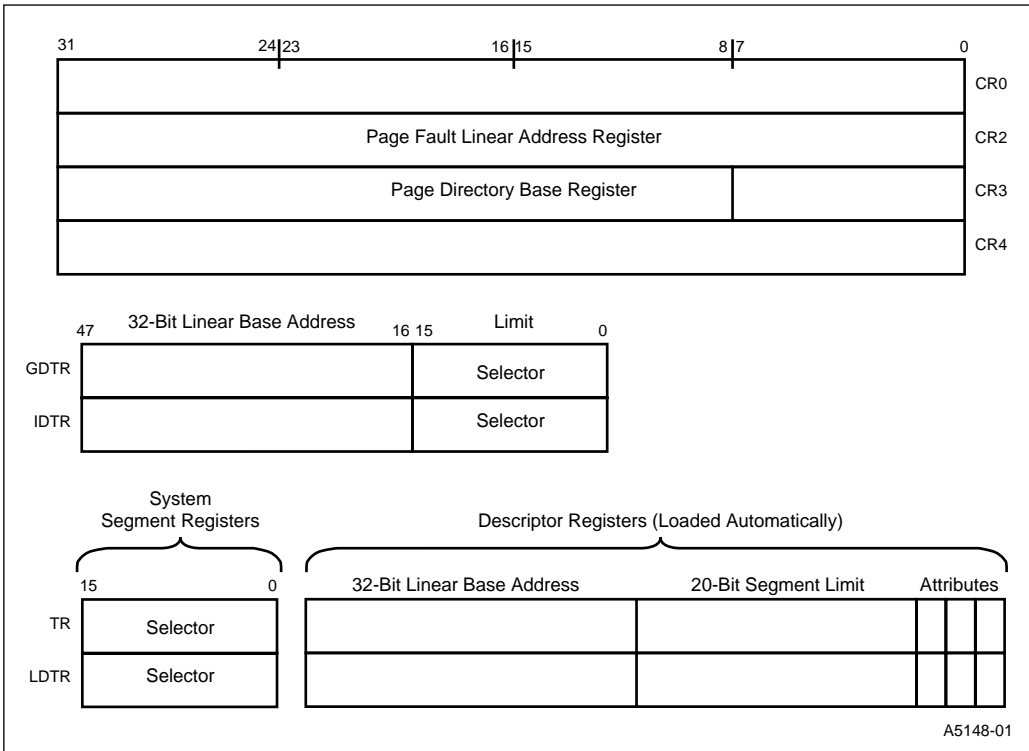 31 24 23 16 15 8 7 0
CR0
Page Fault Linear Address Register CR2
Page Directory Base Register CR3
CR4
47 32-Bit Linear Base Address 16 15 Limit 0
GDTR Selector
IDTR Selector
System
Segment Registers Descriptor Registers (Loaded Automatically)
15 0 32-Bit Linear Base Address 20-Bit Segment Limit Attributes
TR Selector
LDTR Selector
A5148-01